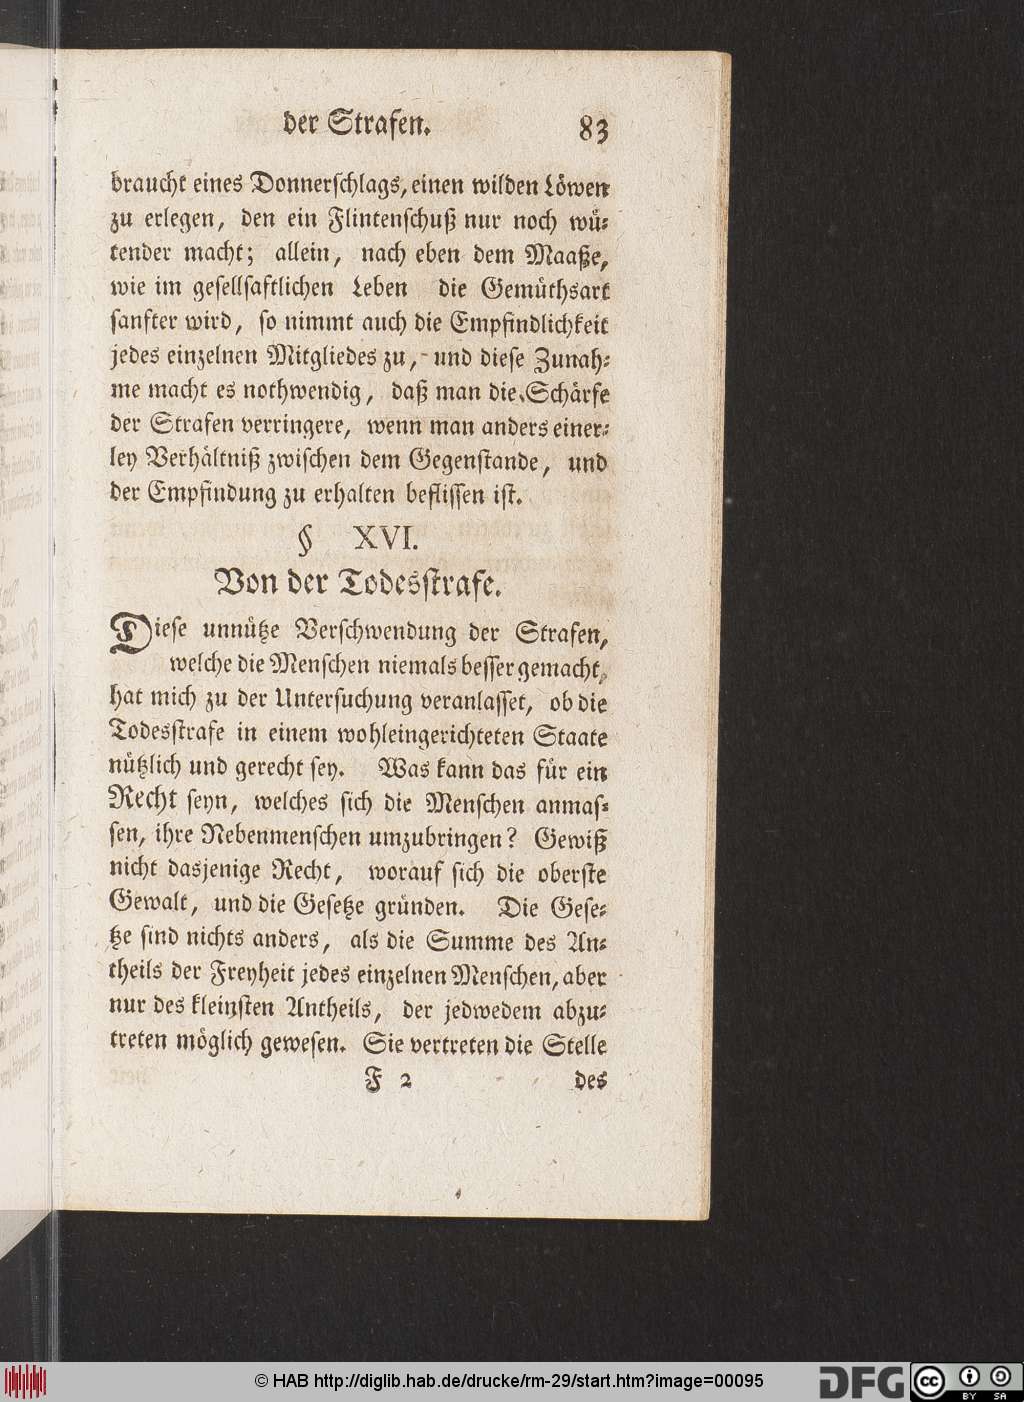 der Strafen. 83
braucht eines Donnerschlags, einen wilden Löwen
zu erlegen, den ein Flintenschuß nur noch wü-
tender macht; allein, nach eben dem Maaße,
wie im gesellsaftlichen Leben die Gemüthsart
sanfter wird, so nimmt auch die Empfindlichkeit
jedes einzelnen Mitgliedes zu, und diese Zunah-
me macht es nothwendig, daß man die Schärfe
der Strafen verringere, wenn man anders einer-
ley Verhältniß zwischen dem Gegenstande, und
der Empfindung zu erhalten beflissen ist.
§ XVI.
Von der Todesstrafe.
Diese unnütze Verschwendung der Strafen,
welche die Menschen niemals besser gemacht,
hat mich zu der Untersuchung veranlasset, ob die
Todesstrafe in einem wohleingerichteten Staate
nützlich und gerecht sey. Was kann das für ein
Recht seyn, welches sich die Menschen anmas-
sen, ihre Nebenmenschen umzubringen? Gewiß
nicht dasjenige Recht, worauf sich die oberste
Gewalt, und die Gesetze gründen. Die Gese-
tze sind nichts anders, als die Summe des An-
theils der Freyheit jedes einzelnen Menschen, aber
nur des kleinsten Antheils, der jedwedem abzu-
treten möglich gewesen. Sie vertreten die Stelle
F 2 des
© HAB http://diglib.hab.de/drucke/rm-29/start.htm?image=00095
DFG
cc BY SA